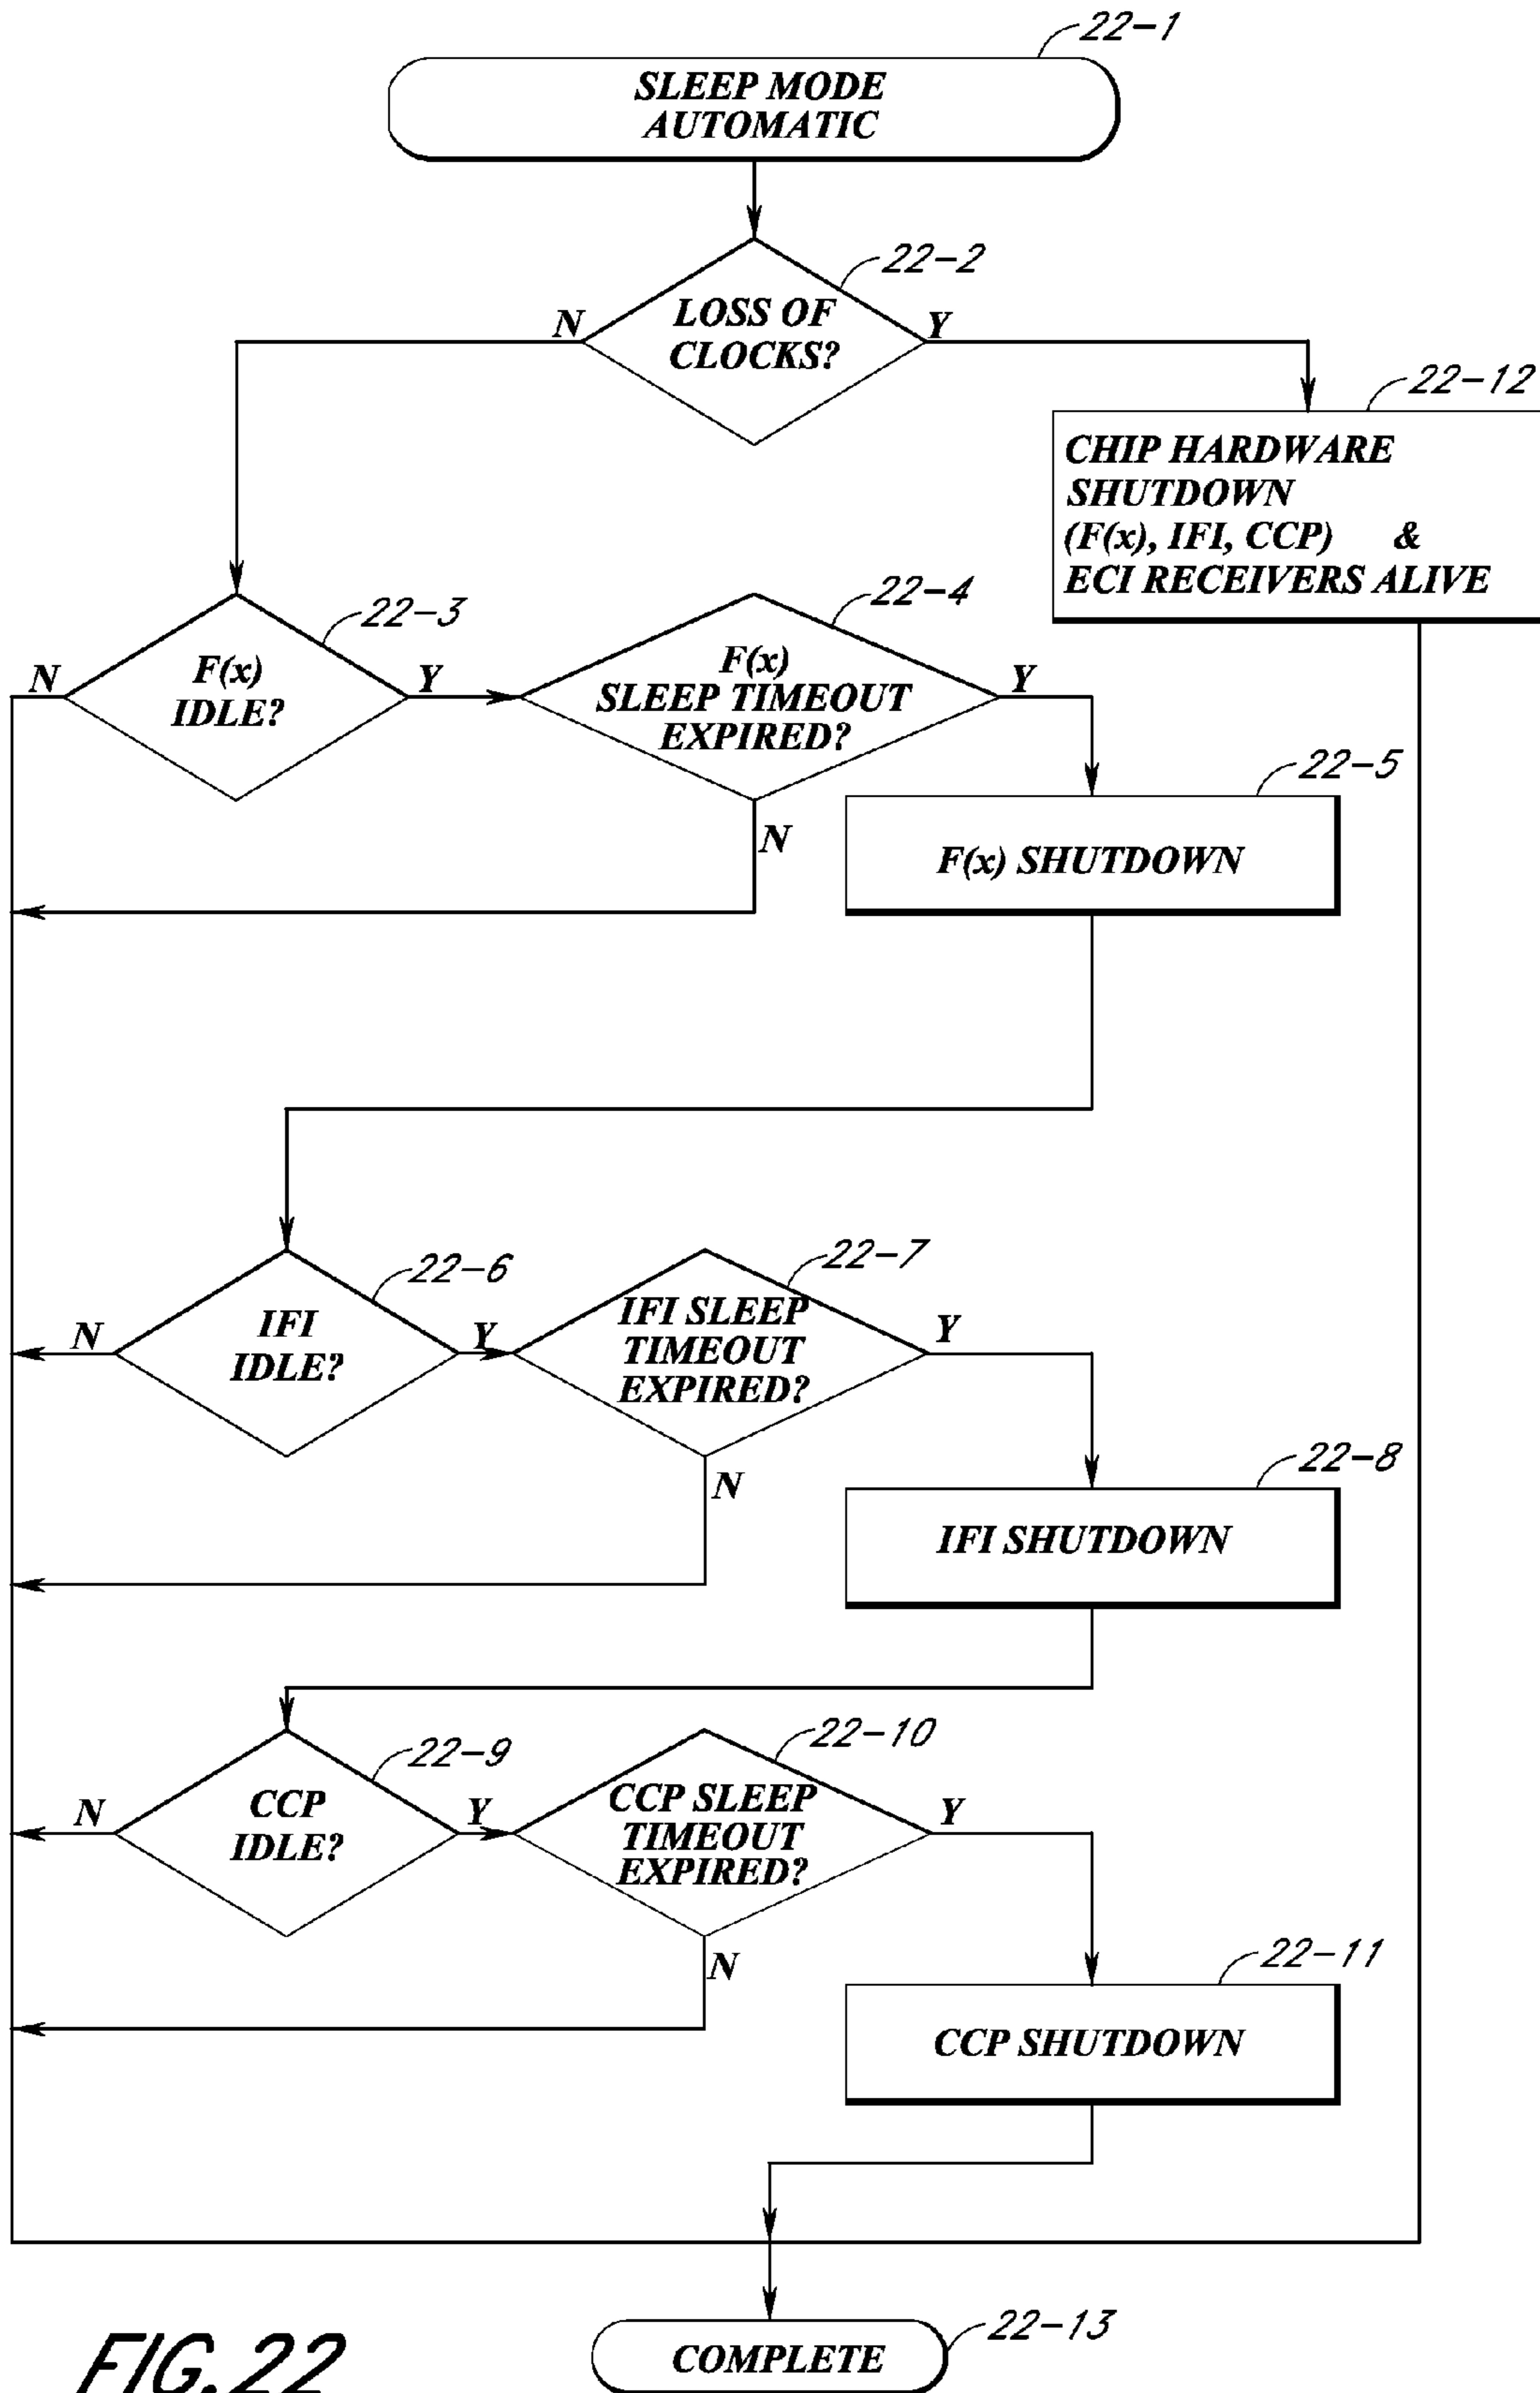 22-1
SLEEP MODE
AUTOMATIC
22-2
LOSS OF
CLOCKS?
N
Y
22-12
CHIP HARDWARE
SHUTDOWN
(F(x), IFI, CCP) &
ECI RECEIVERS ALIVE
22-3
F(x)
IDLE?
N
Y
22-4
F(x)
SLEEP TIMEOUT
EXPIRED?
Y
N
22-5
F(x) SHUTDOWN
22-6
IFI
IDLE?
N
Y
22-7
IFI SLEEP
TIMEOUT
EXPIRED?
Y
N
22-8
IFI SHUTDOWN
22-9
CCP
IDLE?
N
Y
22-10
CCP SLEEP
TIMEOUT
EXPIRED?
Y
N
22-11
CCP SHUTDOWN
22-13
COMPLETE
FIG.22